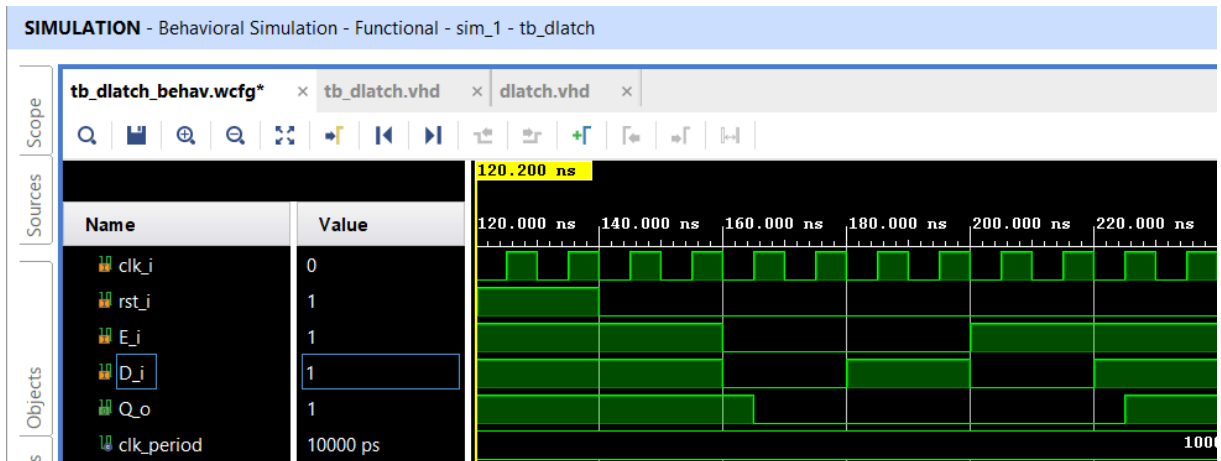 SIMULATION - Behavioral Simulation - Functional - sim_1 - tb_dlatch
Scope
Sources
Objects
tb_dlatch_behav.wcfg* × tb_dlatch.vhd × dlatch.vhd ×
120.200 ns
Name Value
120.000 ns 140.000 ns 160.000 ns 180.000 ns 200.000 ns 220.000 ns
clk_i 0
rst_i 1
E_i 1
D_i 1
Q_o 1
clk_period 10000 ps